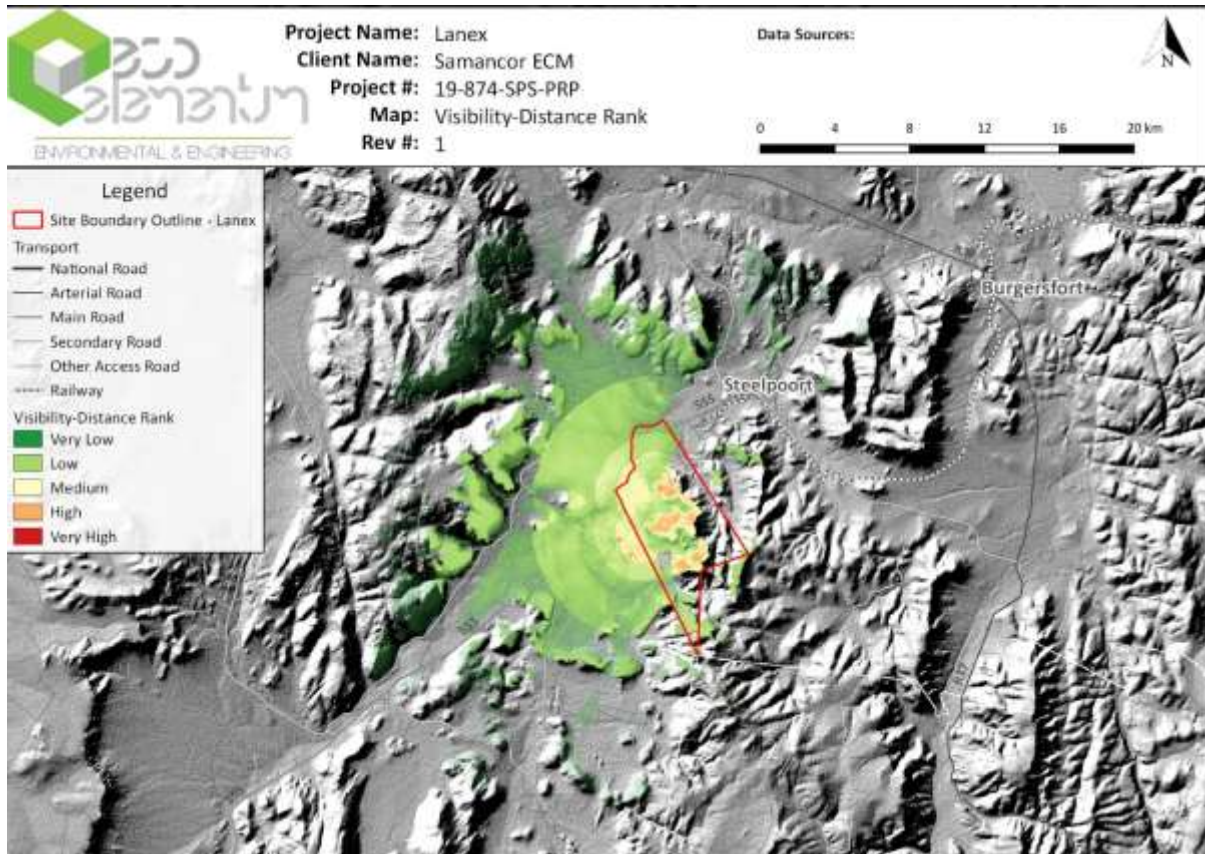 eco
elementum
ENVIRONMENTAL & ENGINEERING
Project Name: Lanex
Client Name: Samancor ECM
Project #: 19-874-SPS-PRP
Map: Visibility-Distance Rank
Rev #: 1
Data Sources:
N
0 4 8 12 16 20 km
Legend
Site Boundary Outline - Lanex
Transport
National Road
Arterial Road
Main Road
Secondary Road
Other Access Road
Railway
Visibility-Distance Rank
Very Low
Low
Medium
High
Very High
Burgersfort
Steelpoort